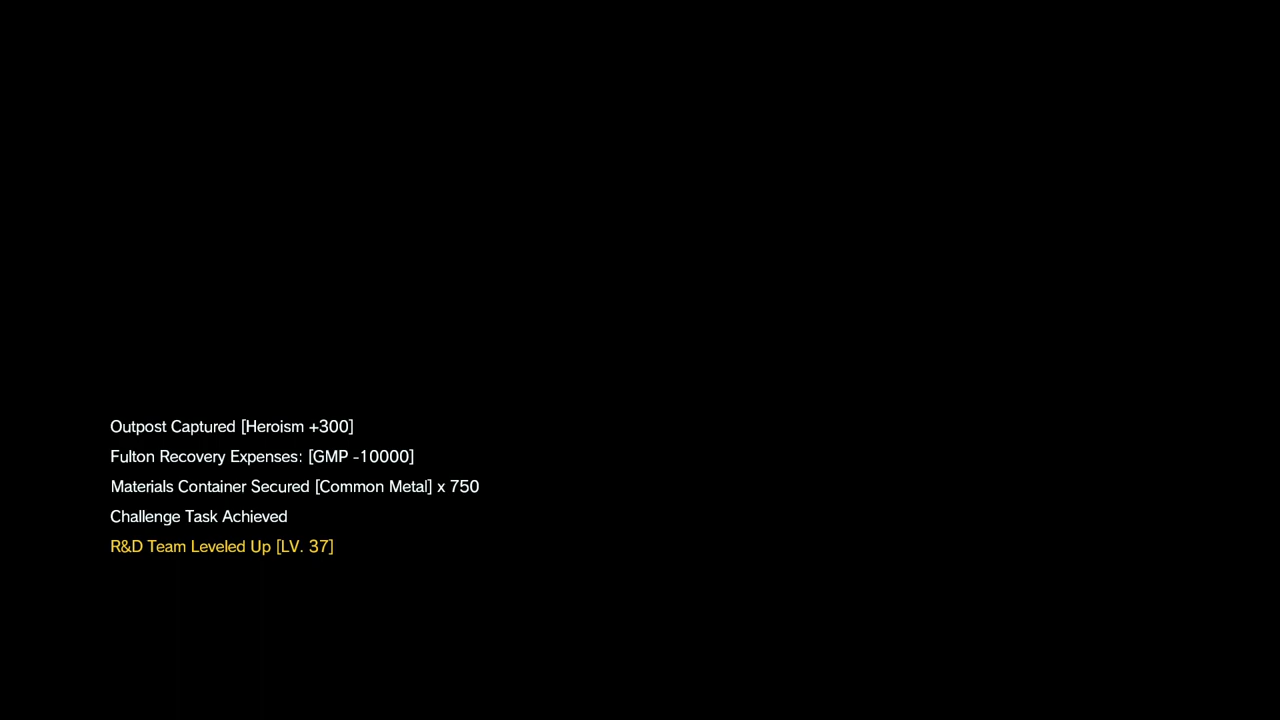 Outpost Captured [Heroism +300]
Fulton Recovery Expenses: [GMP -10000]
Materials Container Secured [Common Metal] x 750
Challenge Task Achieved
R&D Team Leveled Up [LV. 37]